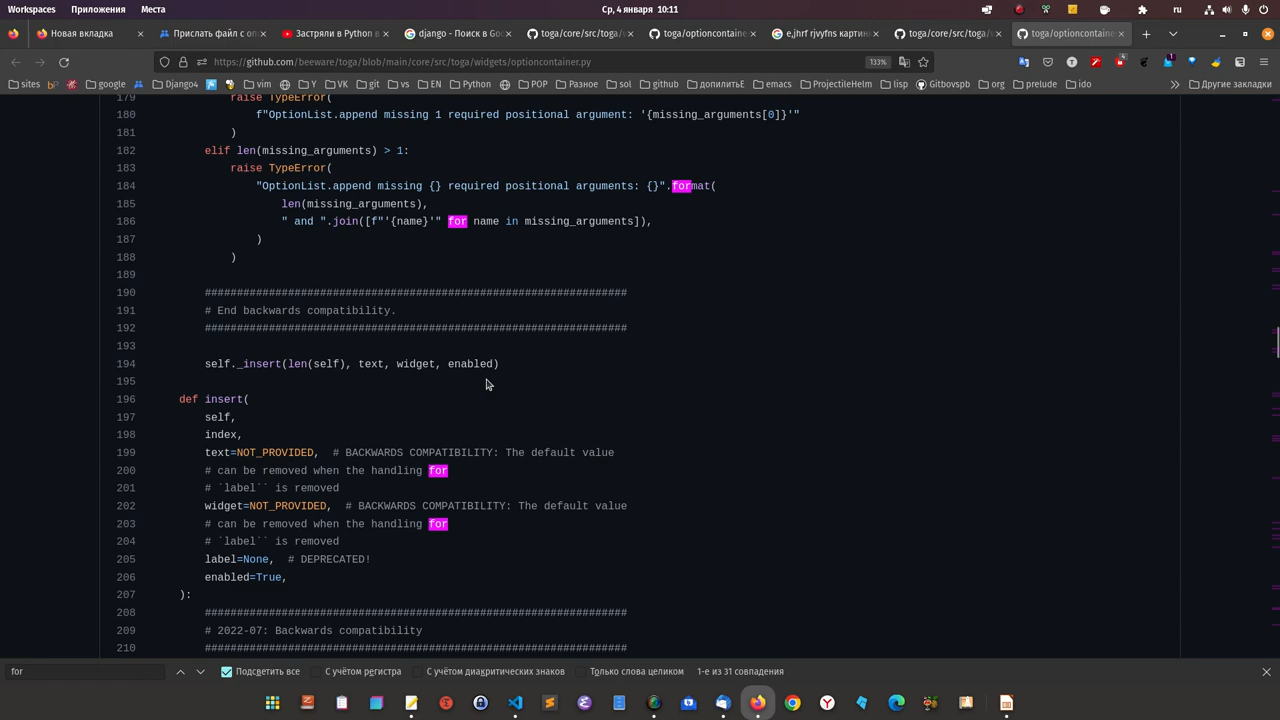 Workspaces Приложения Места Ср, 4 января 10:11 ru
Новая вкладка Прислать файл с оп Застряли в Python в django - Поиск в Go toga/core/src/toga/v toga/optioncontaine e,jhrf rjvyfns картин toga/core/src/toga/w toga/optioncontaine
https://github.com/beeware/toga/blob/main/core/src/toga/widgets/optioncontainer.py 133%
sites google Django4 vim Y VK git vs EN Python POP Разное sol github допилитьЕ emacs ProjectileHelm lisp Gitbovspb org prelude ido Другие закладки
179 raise TypeError(
180 f"OptionList.append missing 1 required positional argument: '{missing_arguments[0]}'"
181 )
182 elif len(missing_arguments) > 1:
183 raise TypeError(
184 "OptionList.append missing {} required positional arguments: {}".format(
185 len(missing_arguments),
186 " and ".join([f"'{name}'" for name in missing_arguments]),
187 )
188 )
189
190 ##################################################################
191 # End backwards compatibility.
192 ##################################################################
193
194 self._insert(len(self), text, widget, enabled)
195
196 def insert(
197 self,
198 index,
199 text=NOT_PROVIDED, # BACKWARDS COMPATIBILITY: The default value
200 # can be removed when the handling for
201 # `label`` is removed
202 widget=NOT_PROVIDED, # BACKWARDS COMPATIBILITY: The default value
203 # can be removed when the handling for
204 # `label`` is removed
205 label=None, # DEPRECATED!
206 enabled=True,
207 ):
208 ##################################################################
209 # 2022-07: Backwards compatibility
210 ##################################################################
for Подсветить все С учётом регистра С учётом диакритических знаков Только слова целиком 1-е из 31 совпадения